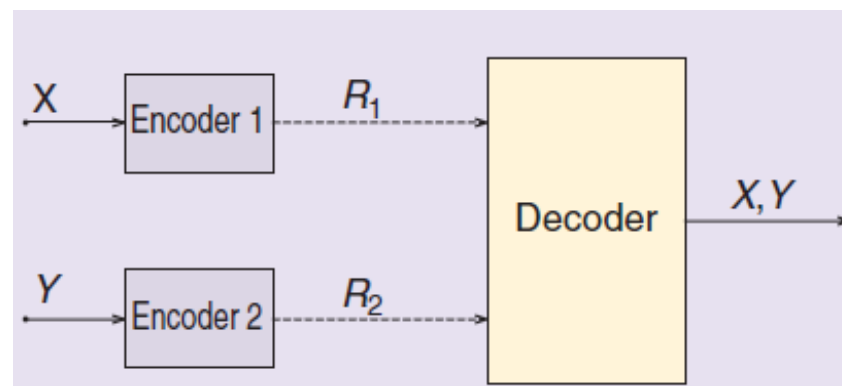 X
Encoder 1
R1
Decoder
X, Y
Y
Encoder 2
R2